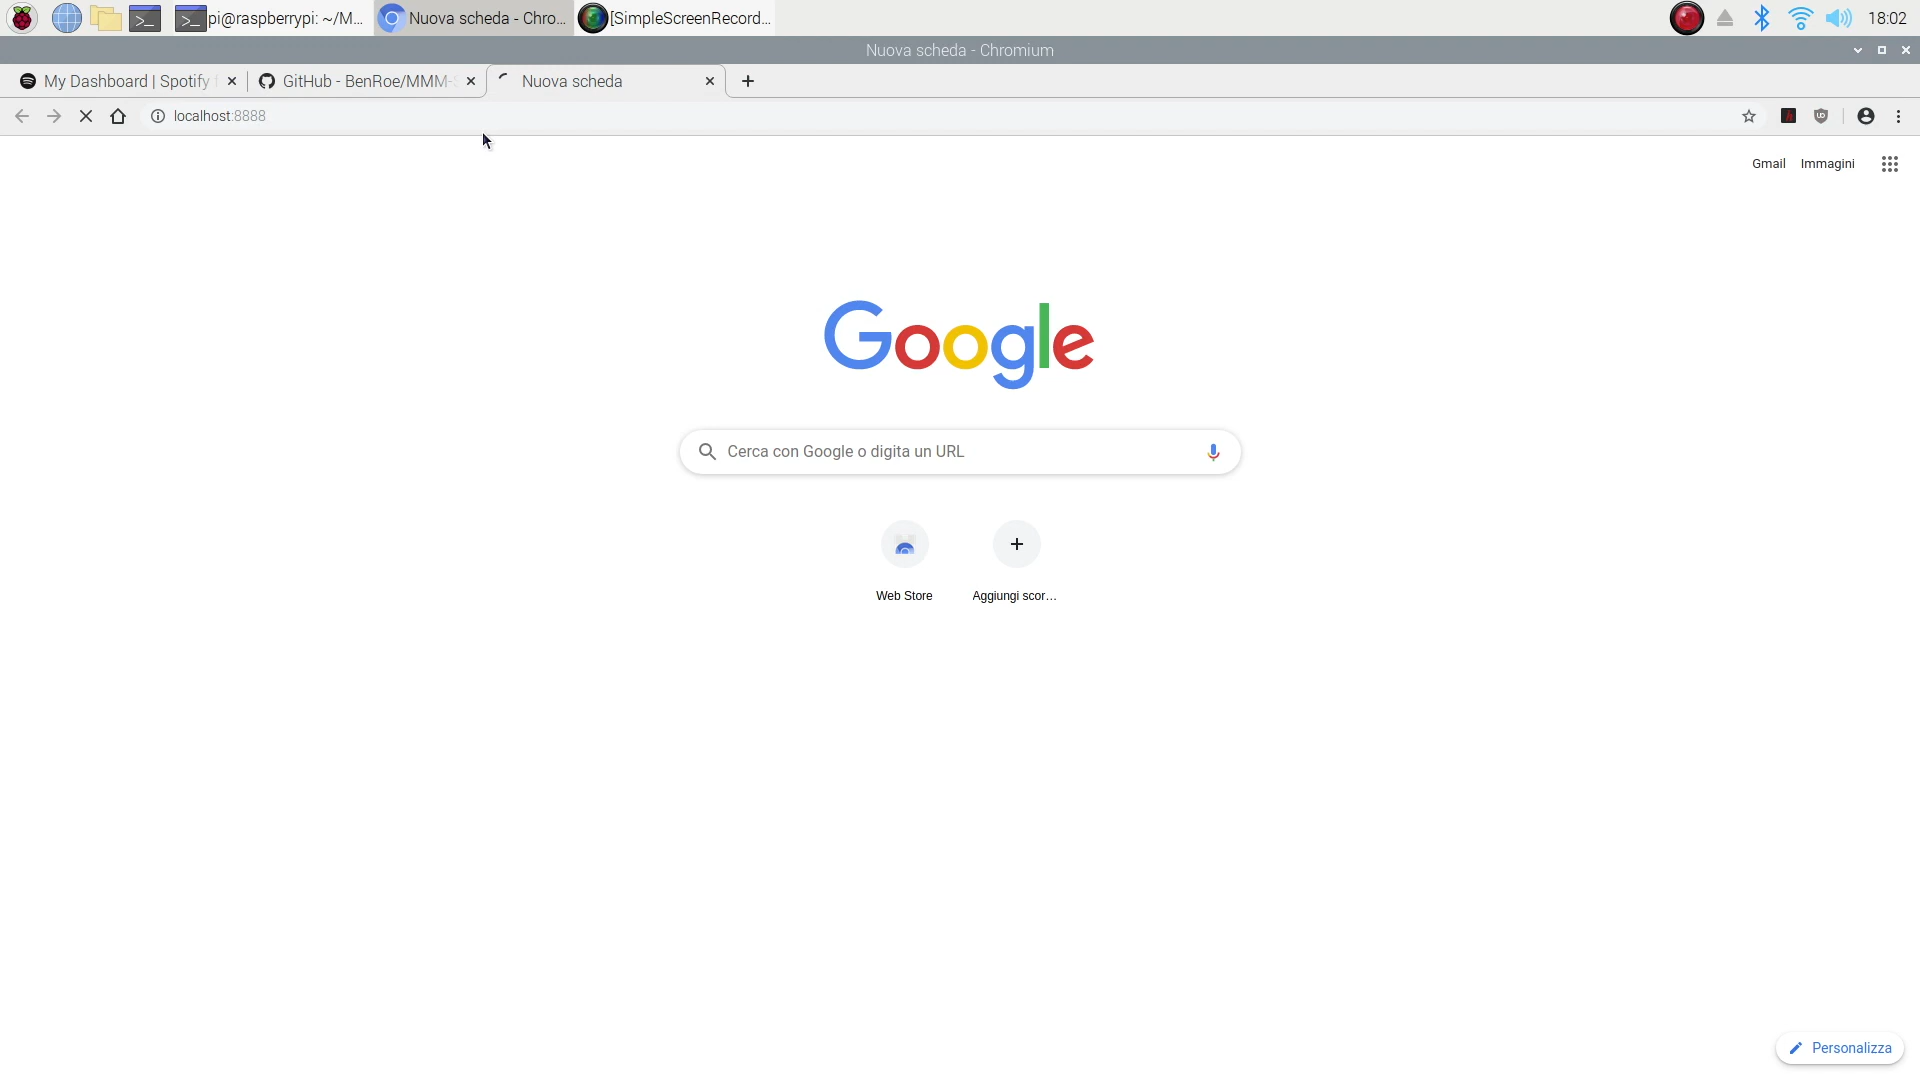 pi@raspberrypi: ~/M...
Nuova scheda - Chro...
[SimpleScreenRecord...
18:02
Nuova scheda - Chromium
My Dashboard | Spotify
GitHub - BenRoe/MMM-
Nuova scheda
localhost:8888
Gmail
Immagini
Google
Cerca con Google o digita un URL
Web Store
Aggiungi scor...
Personalizza